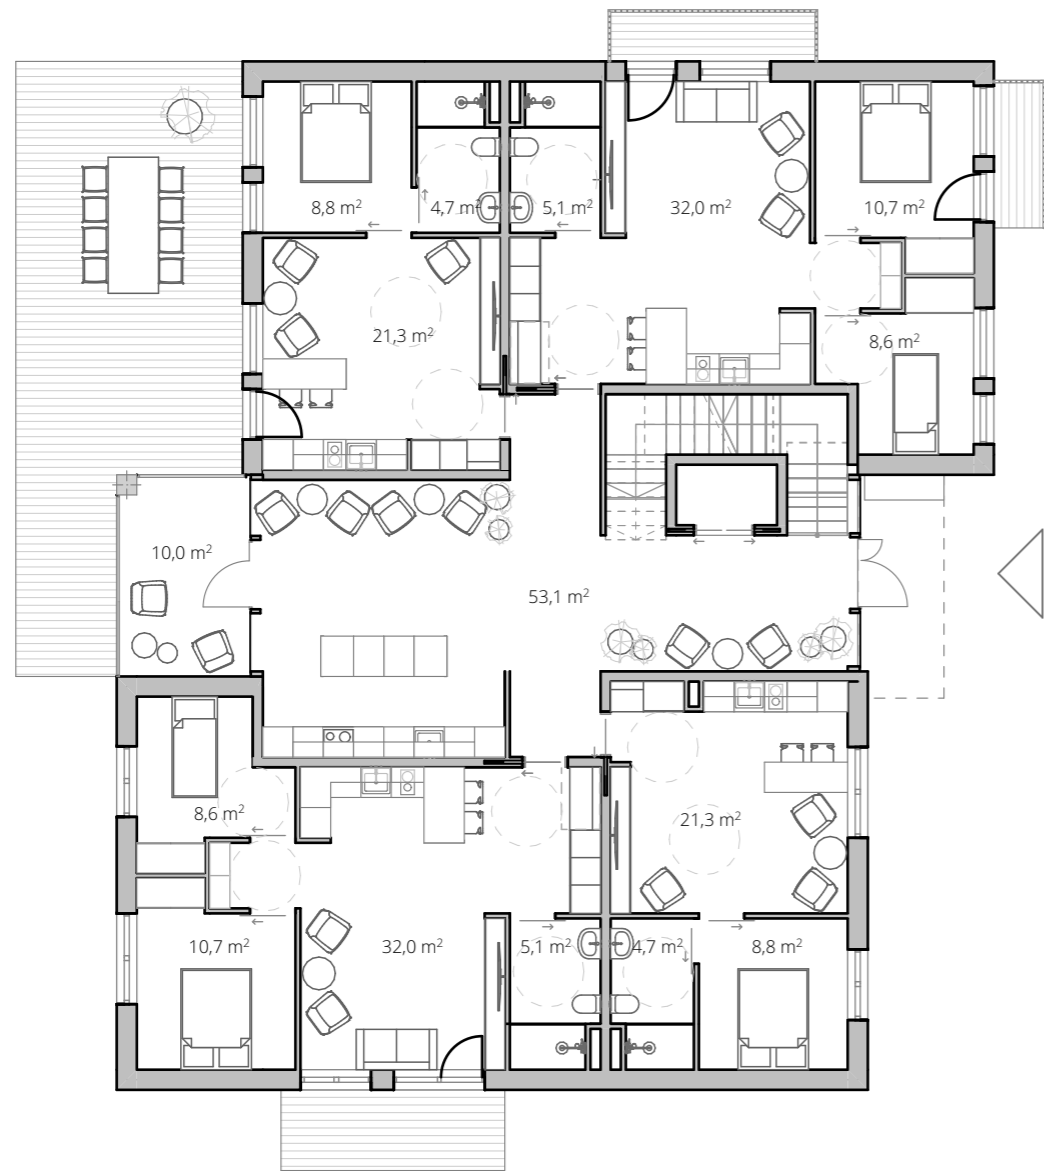 8,8 m²
4,7 m²
5,1 m²
32,0 m²
10,7 m²
21,3 m²
8,6 m²
10,0 m²
53,1 m²
8,6 m²
21,3 m²
10,7 m²
32,0 m²
5,1 m²
4,7 m²
8,8 m²